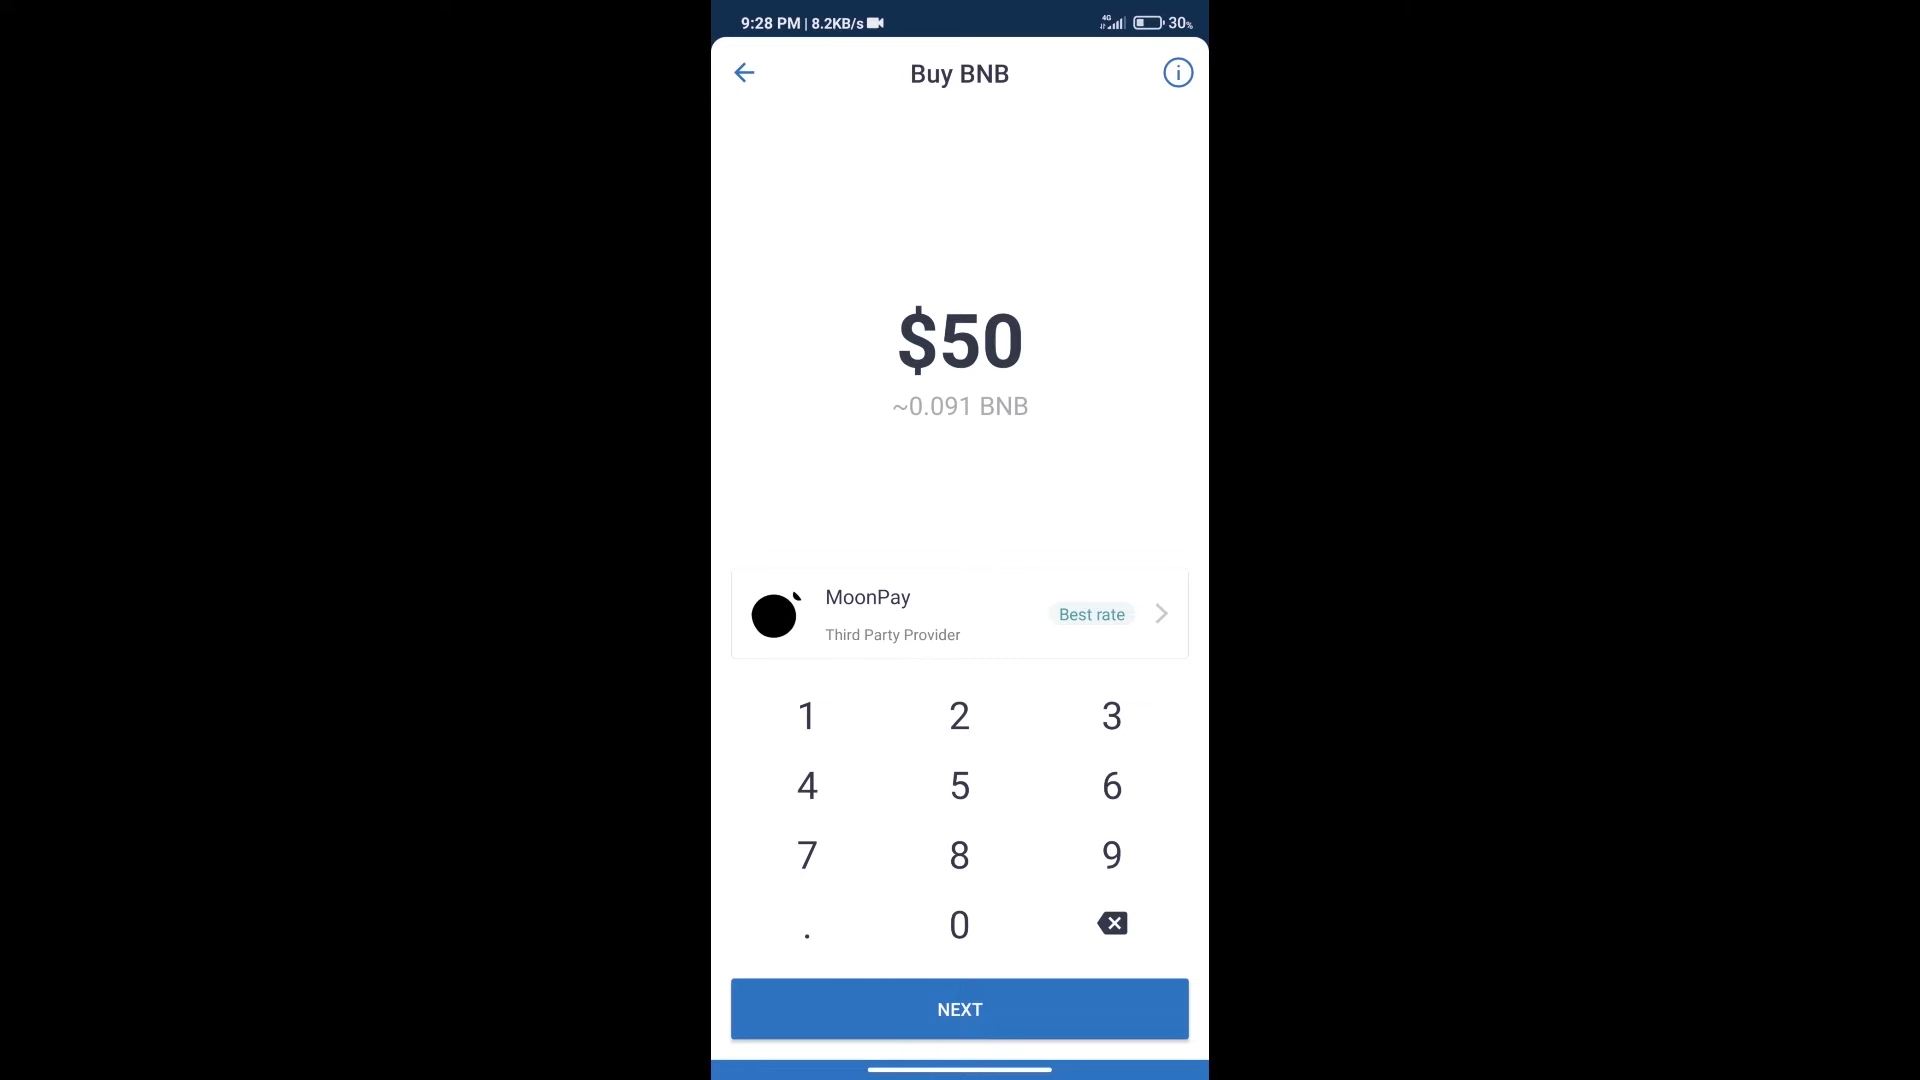 9:28 PM | 8.2KB/s 4G 30%
Buy BNB
$50
~0.091 BNB
MoonPay
Best rate
Third Party Provider
1 2 3
4 5 6
7 8 9
. 0
NEXT